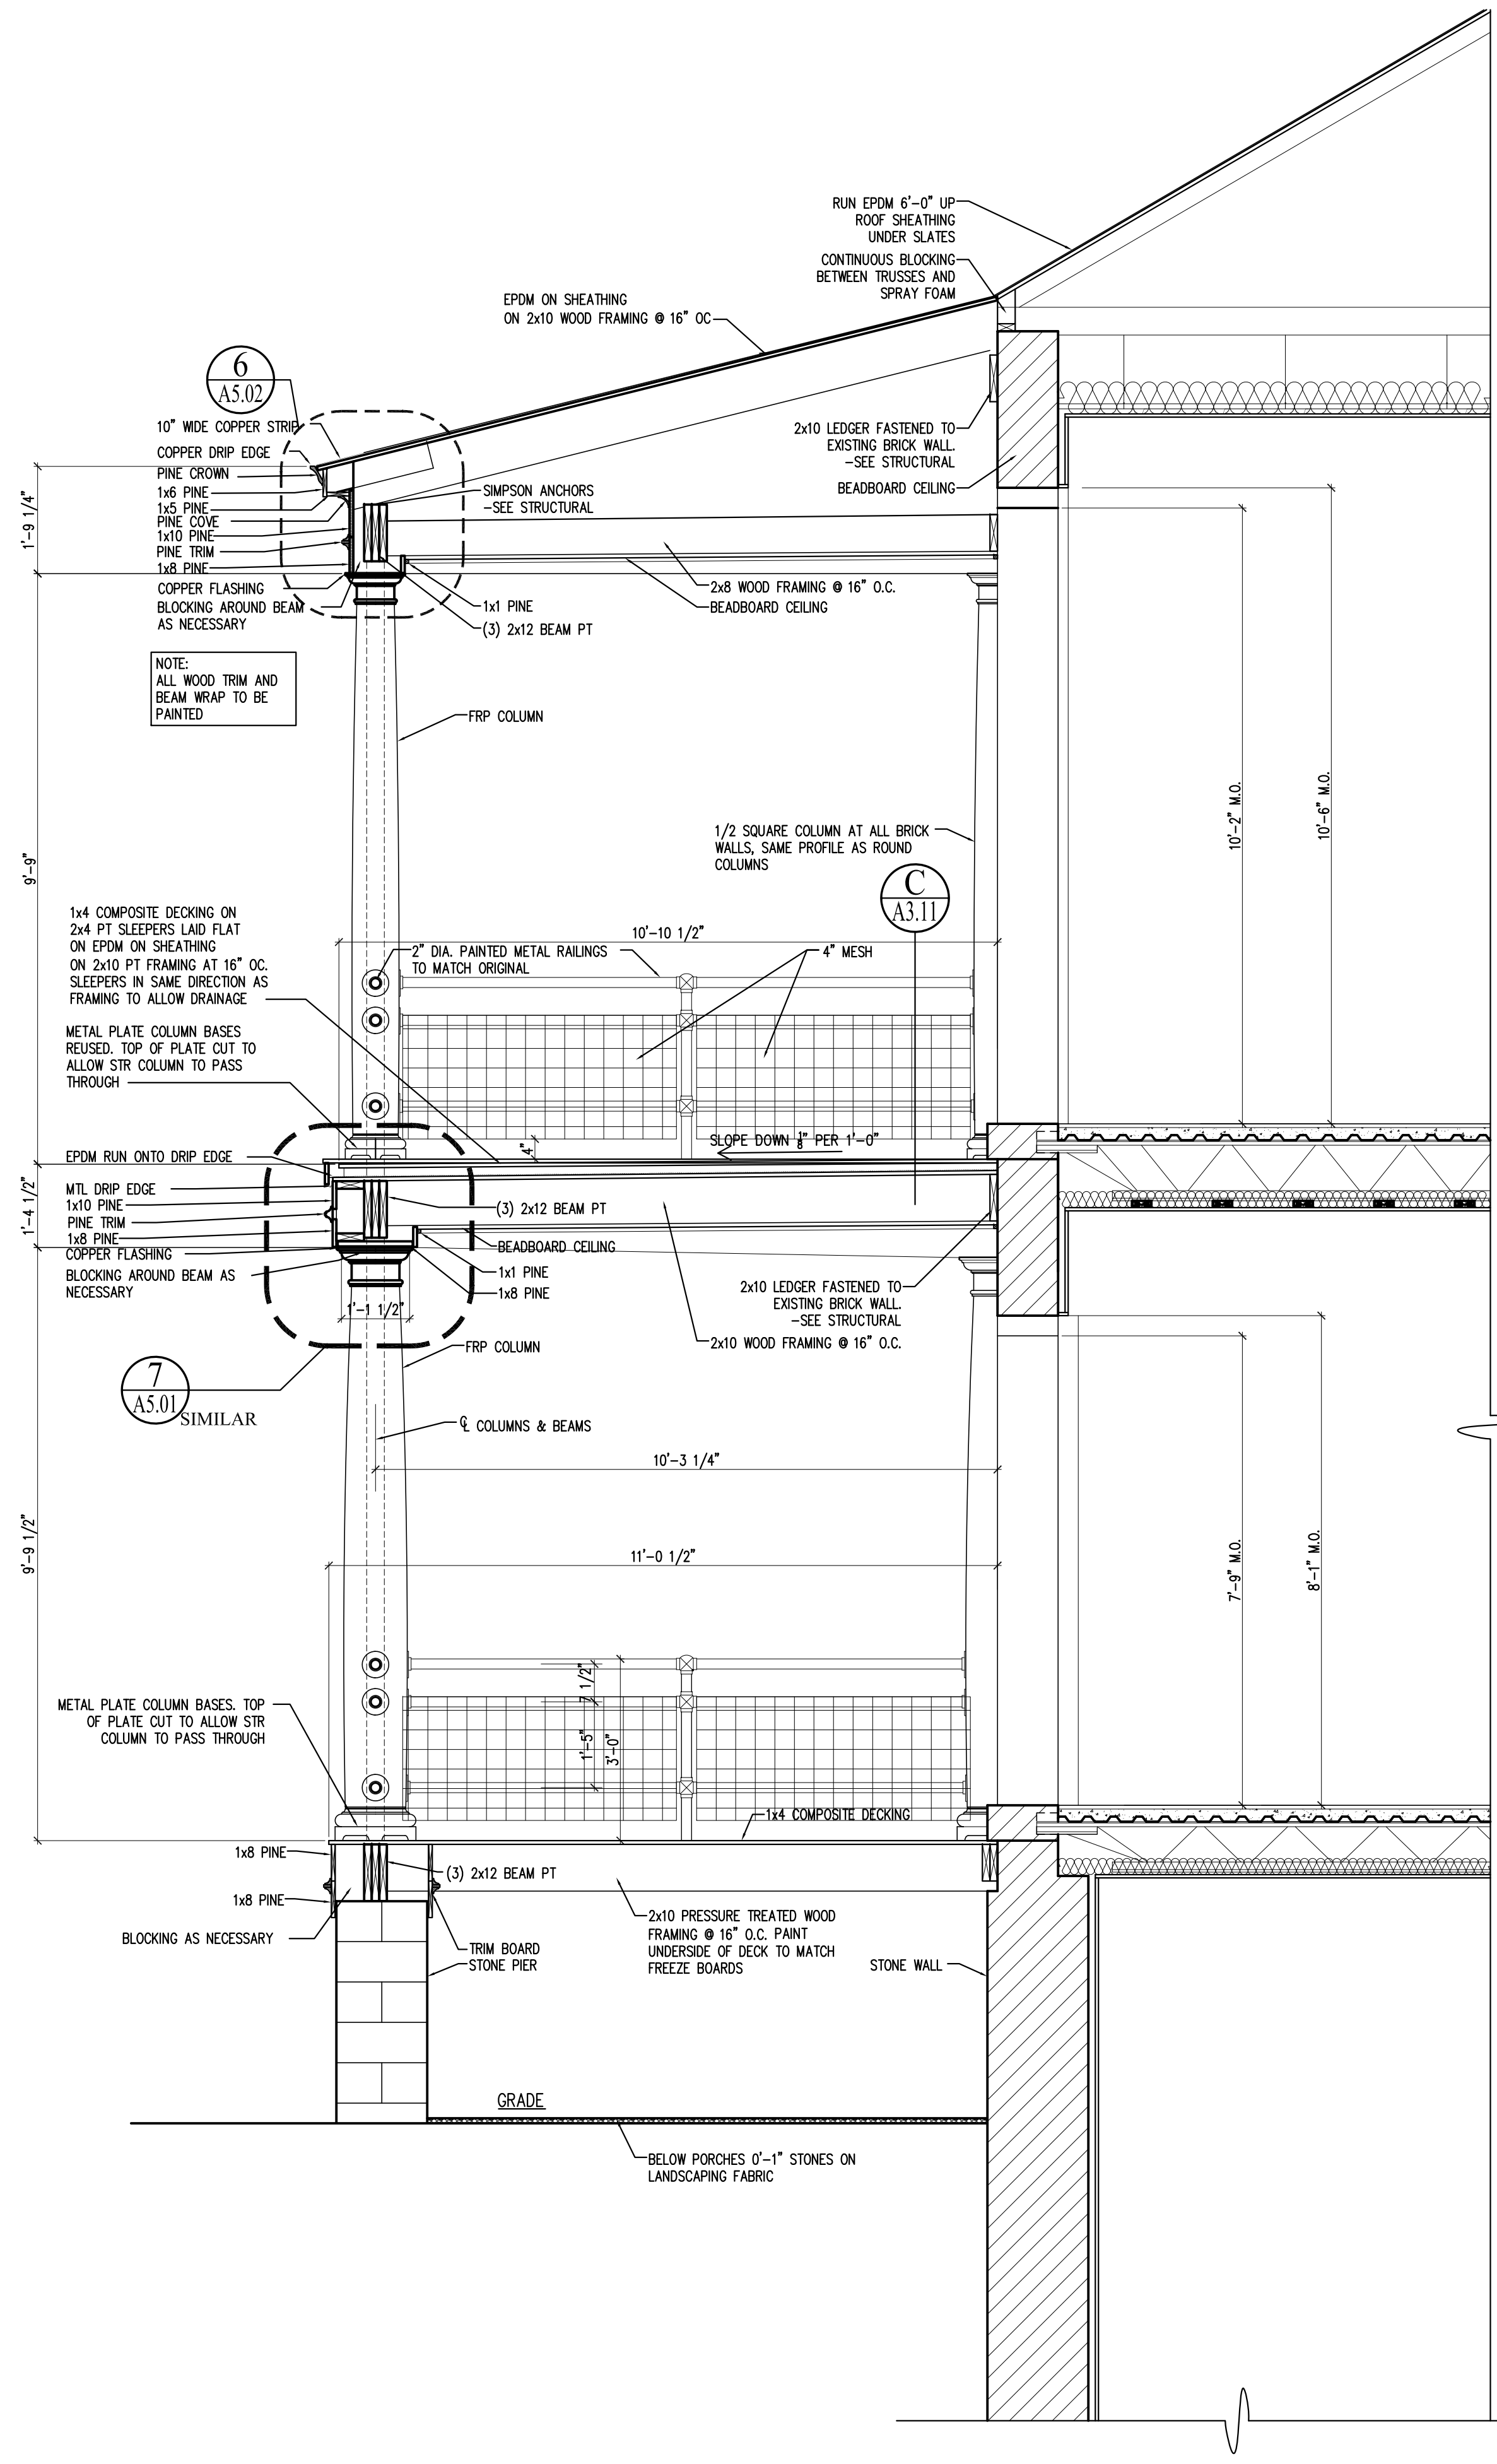 RUN EPDM 6'-0" UP
ROOF SHEATHING
UNDER SLATES
CONTINUOUS BLOCKING
BETWEEN TRUSSES AND
SPRAY FOAM
EPDM ON SHEATHING
ON 2x10 WOOD FRAMING @ 16" OC
6
A5.02
10" WIDE COPPER STRIP
COPPER DRIP EDGE
PINE CROWN
1x6 PINE
1x5 PINE
PINE COVE
1x10 PINE
PINE TRIM
1x8 PINE
COPPER FLASHING
BLOCKING AROUND BEAM
AS NECESSARY
1'-9 1/4"
2x10 LEDGER FASTENED TO
EXISTING BRICK WALL.
-SEE STRUCTURAL
BEADBOARD CEILING
SIMPSON ANCHORS
-SEE STRUCTURAL
2x8 WOOD FRAMING @ 16" O.C.
BEADBOARD CEILING
1x1 PINE
(3) 2x12 BEAM PT
NOTE:
ALL WOOD TRIM AND
BEAM WRAP TO BE
PAINTED
FRP COLUMN
9'-9"
10'-2" M.O.
10'-6" M.O.
1/2 SQUARE COLUMN AT ALL BRICK
WALLS, SAME PROFILE AS ROUND
COLUMNS
C
A3.11
1x4 COMPOSITE DECKING ON
2x4 PT SLEEPERS LAID FLAT
ON EPDM ON SHEATHING
ON 2x10 PT FRAMING AT 16" OC.
SLEEPERS IN SAME DIRECTION AS
FRAMING TO ALLOW DRAINAGE
10'-10 1/2"
2" DIA. PAINTED METAL RAILINGS
TO MATCH ORIGINAL
4" MESH
METAL PLATE COLUMN BASES
REUSED. TOP OF PLATE CUT TO
ALLOW STR COLUMN TO PASS
THROUGH
4"
SLOPE DOWN 1/8" PER 1'-0"
EPDM RUN ONTO DRIP EDGE
MTL DRIP EDGE
1x10 PINE
PINE TRIM
1x8 PINE
COPPER FLASHING
BLOCKING AROUND BEAM AS
NECESSARY
1'-4 1/2"
(3) 2x12 BEAM PT
BEADBOARD CEILING
1x1 PINE
1x8 PINE
1'-1 1/2"
2x10 LEDGER FASTENED TO
EXISTING BRICK WALL.
-SEE STRUCTURAL
2x10 WOOD FRAMING @ 16" O.C.
FRP COLUMN
7
A5.01
SIMILAR
℄ COLUMNS & BEAMS
10'-3 1/4"
9'-9 1/2"
11'-0 1/2"
7'-9" M.O.
8'-1" M.O.
7 1/2"
1'-5"
3'-0"
METAL PLATE COLUMN BASES. TOP
OF PLATE CUT TO ALLOW STR
COLUMN TO PASS THROUGH
1x4 COMPOSITE DECKING
1x8 PINE
(3) 2x12 BEAM PT
1x8 PINE
BLOCKING AS NECESSARY
TRIM BOARD
STONE PIER
2x10 PRESSURE TREATED WOOD
FRAMING @ 16" O.C. PAINT
UNDERSIDE OF DECK TO MATCH
FREEZE BOARDS
STONE WALL
GRADE
BELOW PORCHES 0'-1" STONES ON
LANDSCAPING FABRIC